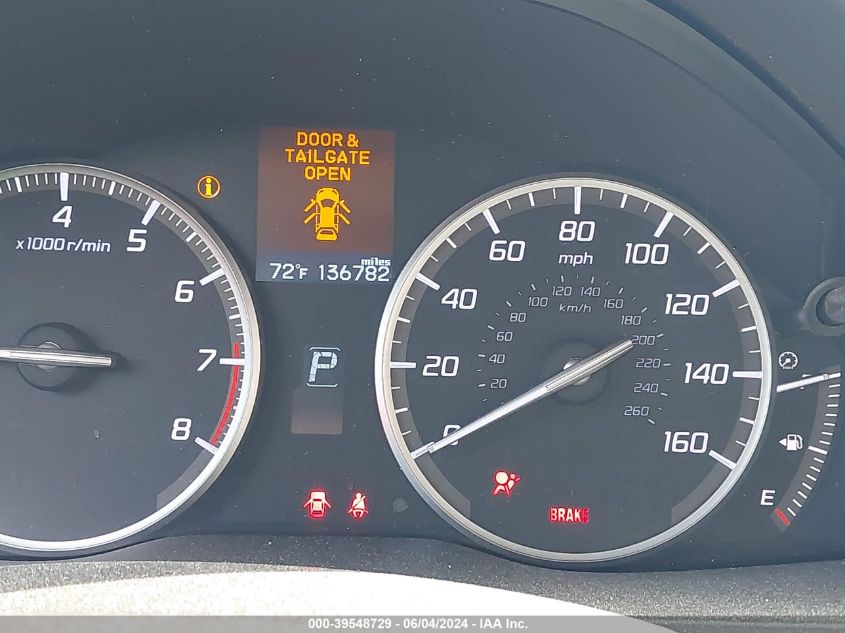 DOOR &
TAILGATE
OPEN
miles
72°F 136782
4
5
6
7
8
x1000 r/min
P
0
20
40
60
80
100
120
140
160
mph
km/h
20
40
60
80
100
120
140
160
180
200
220
240
260
BRAKE
E
000-39548729 - 06/04/2024 - IAA Inc.